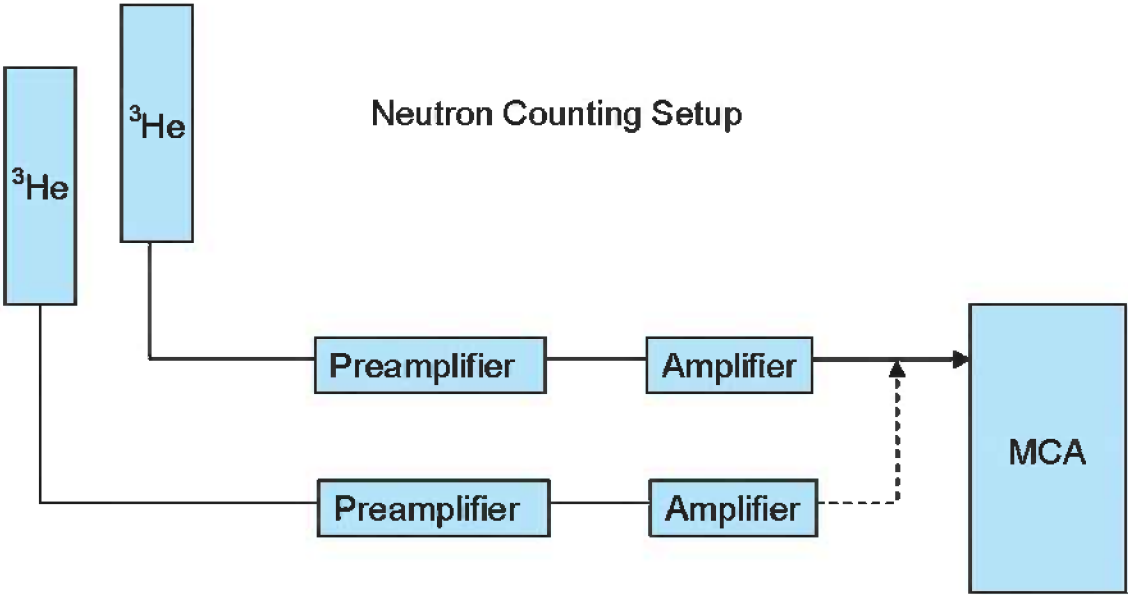 Neutron Counting Setup
³He
³He
Preamplifier
Amplifier
MCA
Preamplifier
Amplifier